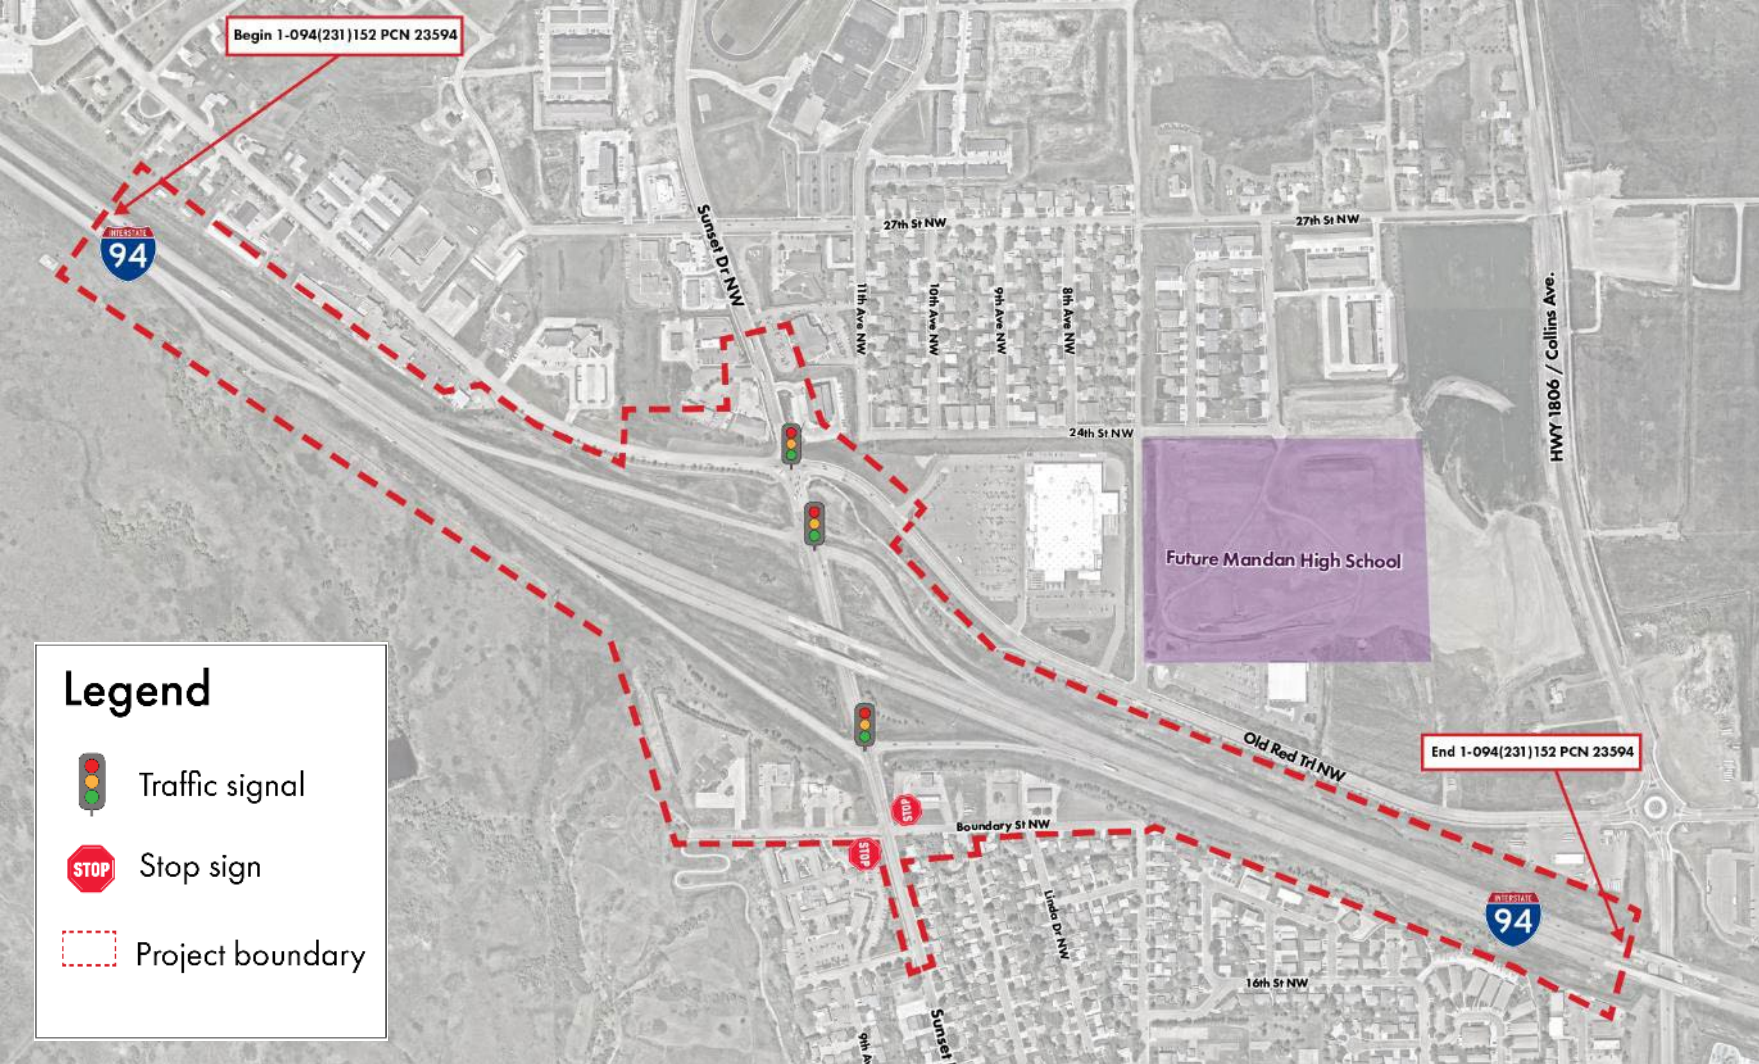 Begin 1-094(231)152 PCN 23594
INTERSTATE
94
Sunset Dr NW
27th St NW
27th St NW
11th Ave NW
10th Ave NW
9th Ave NW
8th Ave NW
HWY 1806 / Collins Ave.
24th St NW
Future Mandan High School
Old Red Trl NW
End 1-094(231)152 PCN 23594
STOP
Boundary St NW
STOP
Linda Dr NW
INTERSTATE
94
16th St NW
Sunset
9th A
Legend
Traffic signal
STOP
Stop sign
Project boundary